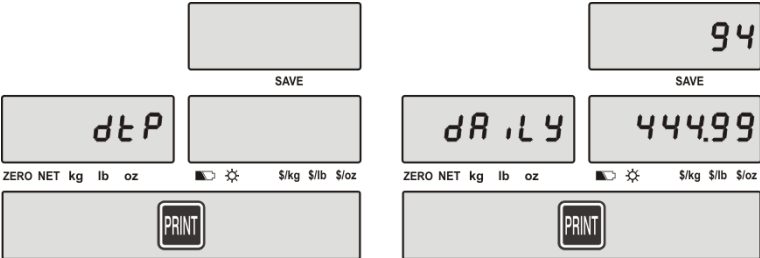 94
SAVE SAVE
dtP dAiLY 444.99
ZERO NET kg lb oz $/kg $/lb $/oz ZERO NET kg lb oz $/kg $/lb $/oz
PRINT PRINT